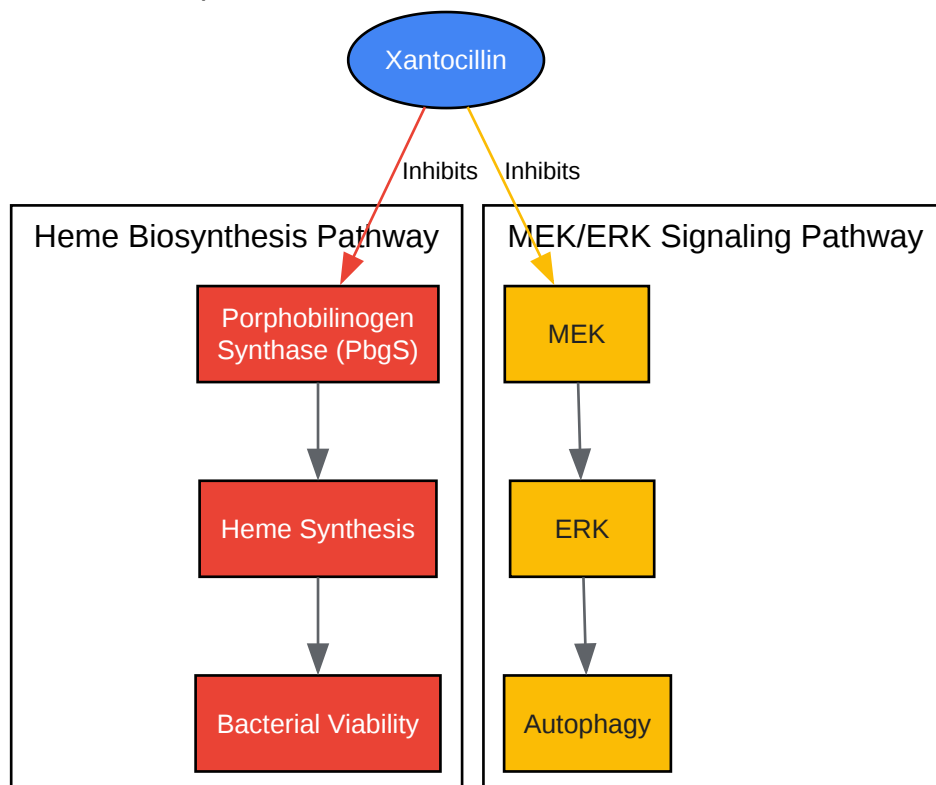 Xantocillin
Inhibits
Inhibits
Heme Biosynthesis Pathway
MEK/ERK Signaling Pathway
Porphobilinogen
Synthase (PbgS)
MEK
Heme Synthesis
ERK
Bacterial Viability
Autophagy